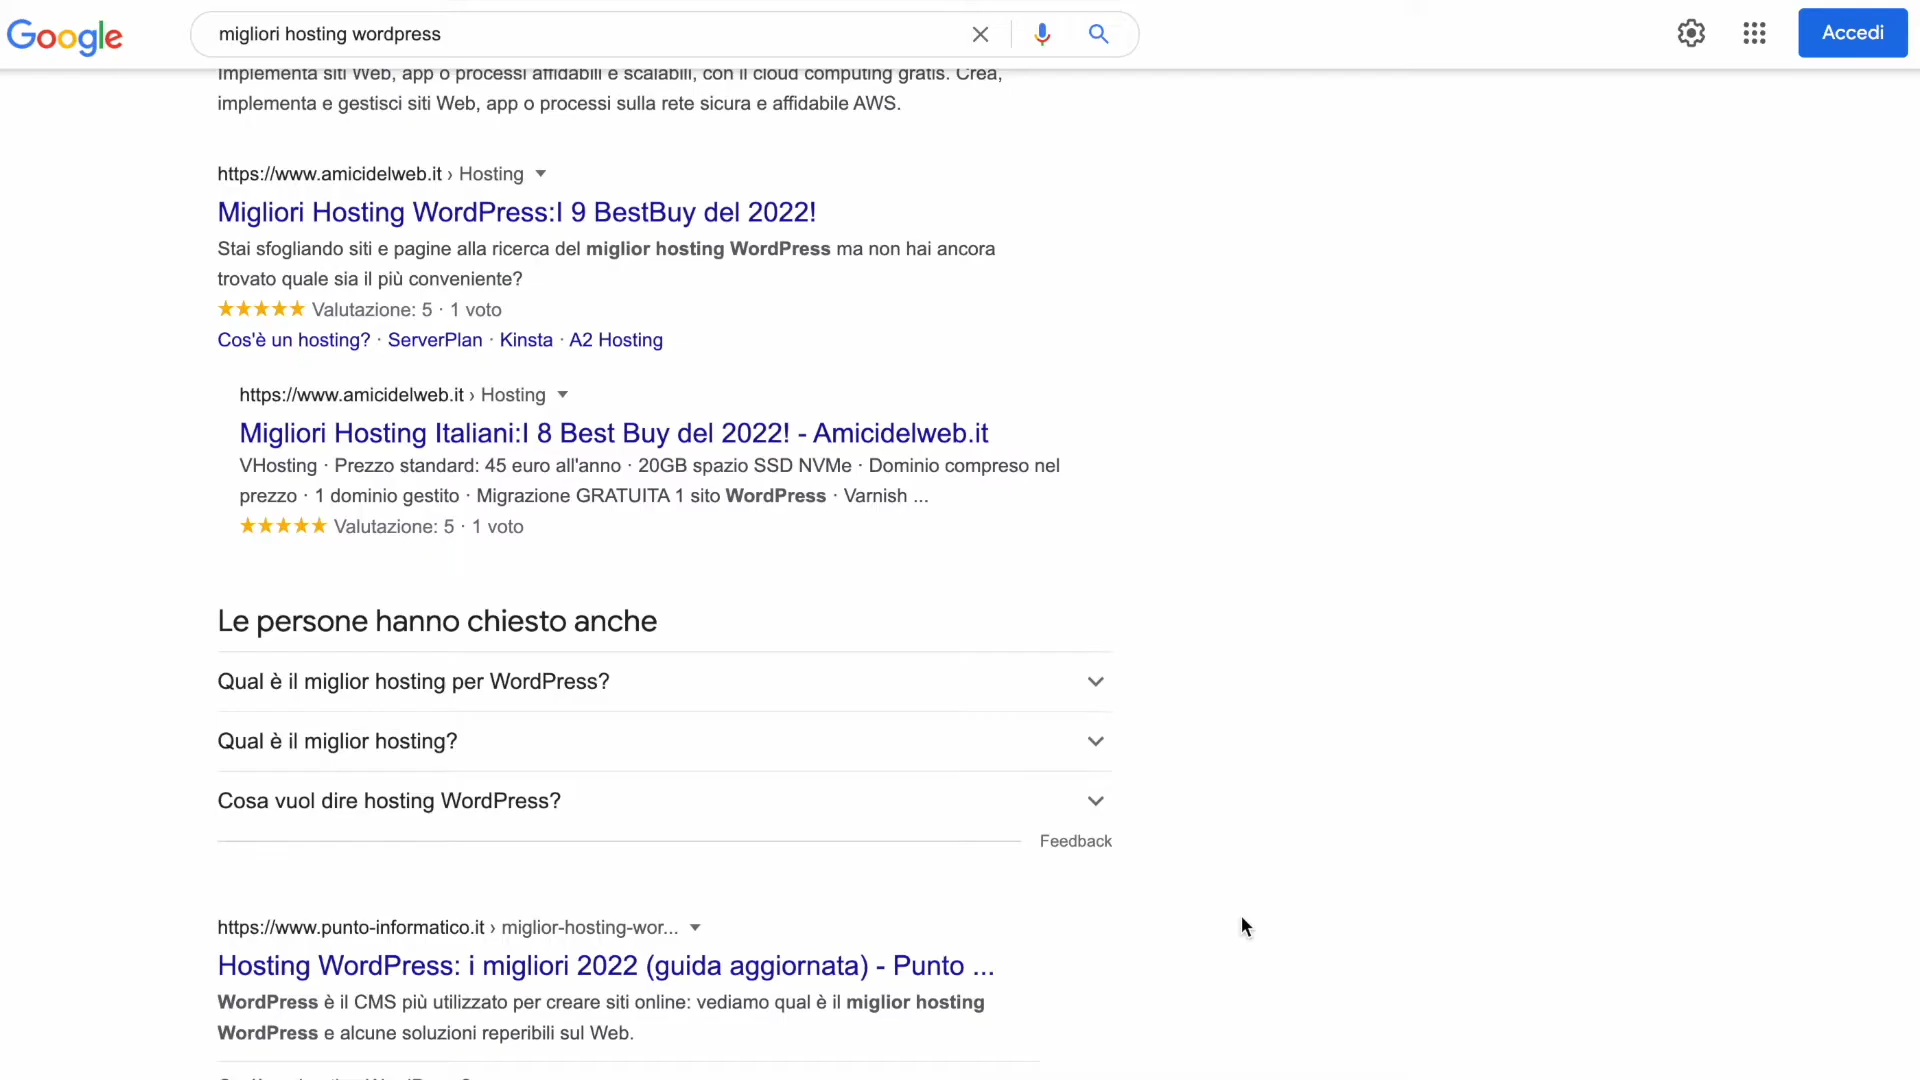 Google
migliori hosting wordpress
Accedi
Implementa siti Web, app o processi affidabili e scalabili, con il cloud computing gratis. Crea,
implementa e gestisci siti Web, app o processi sulla rete sicura e affidabile AWS.
https://www.amicidelweb.it › Hosting
Migliori Hosting WordPress:I 9 BestBuy del 2022!
Stai sfogliando siti e pagine alla ricerca del miglior hosting WordPress ma non hai ancora
trovato quale sia il più conveniente?
Valutazione: 5 · 1 voto
Cos'è un hosting? · ServerPlan · Kinsta · A2 Hosting
https://www.amicidelweb.it › Hosting
Migliori Hosting Italiani:I 8 Best Buy del 2022! - Amicidelweb.it
VHosting · Prezzo standard: 45 euro all'anno · 20GB spazio SSD NVMe · Dominio compreso nel
prezzo · 1 dominio gestito · Migrazione GRATUITA 1 sito WordPress · Varnish ...
Valutazione: 5 · 1 voto
Le persone hanno chiesto anche
Qual è il miglior hosting per WordPress?
Qual è il miglior hosting?
Cosa vuol dire hosting WordPress?
Feedback
https://www.punto-informatico.it › miglior-hosting-wor...
Hosting WordPress: i migliori 2022 (guida aggiornata) - Punto ...
WordPress è il CMS più utilizzato per creare siti online: vediamo qual è il miglior hosting
WordPress e alcune soluzioni reperibili sul Web.